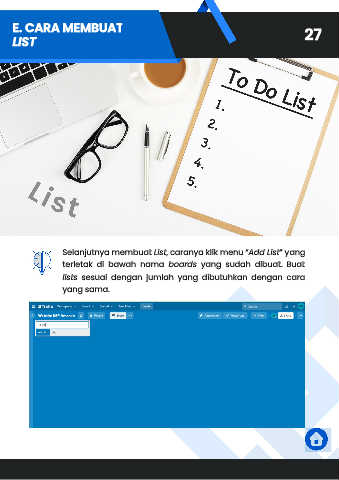 E. CARA MEMBUAT
LIST
27
To Do List
1.
2.
3.
4.
5.
List
Selanjutnya membuat List, caranya klik menu “Add List” yang
terletak di bawah nama boards yang sudah dibuat. Buat
lists sesuai dengan jumlah yang dibutuhkan dengan cara
yang sama.
Trello